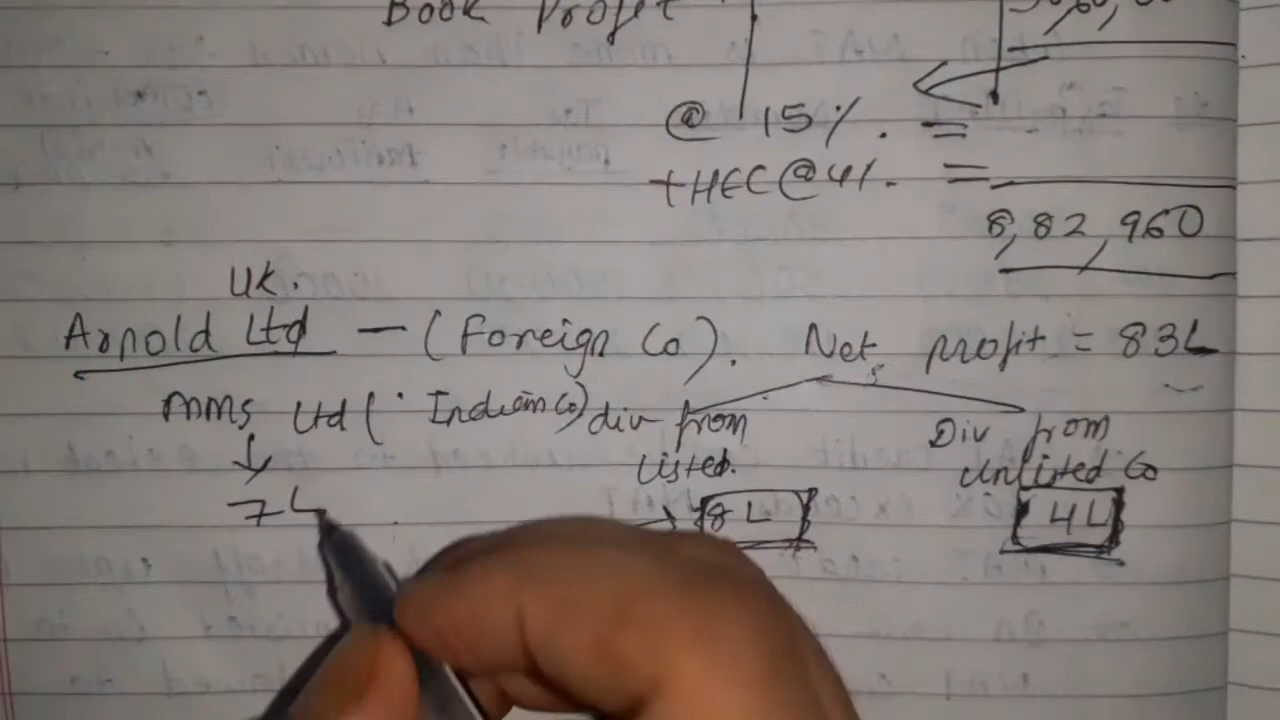 Book Profit
@ 15%. =
+HEC@4%. =
8,82,960
UK.
Arnold Ltd — (Foreign Co). Net profit = 83L
MMS Ltd (Indian Co) div from Div from
Listed. Unlisted Co
7L 8L 4L